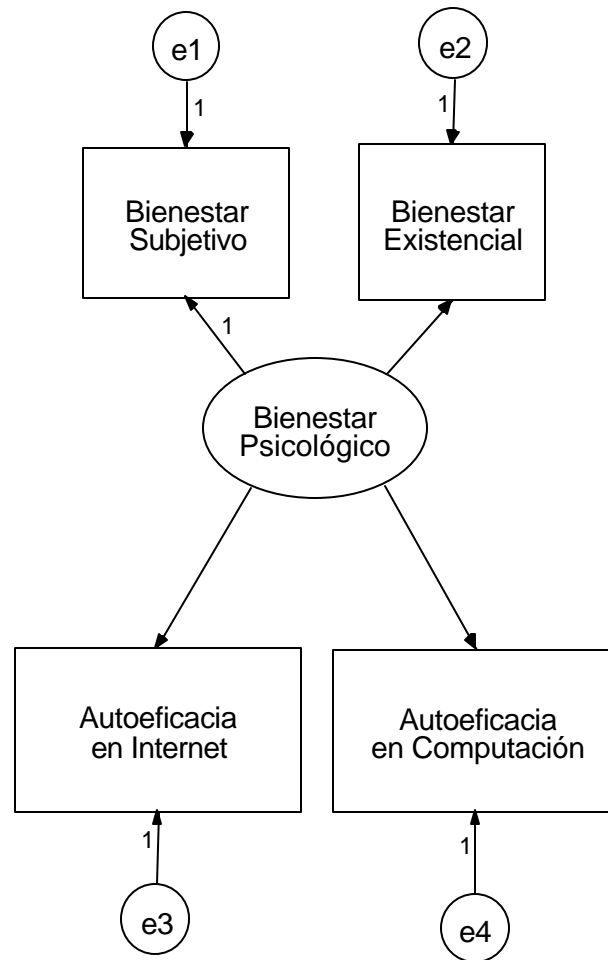 e1
e2
1
1
Bienestar
Subjetivo
Bienestar
Existencial
1
Bienestar
Psicológico
Autoeficacia
en Internet
Autoeficacia
en Computación
1
1
e3
e4